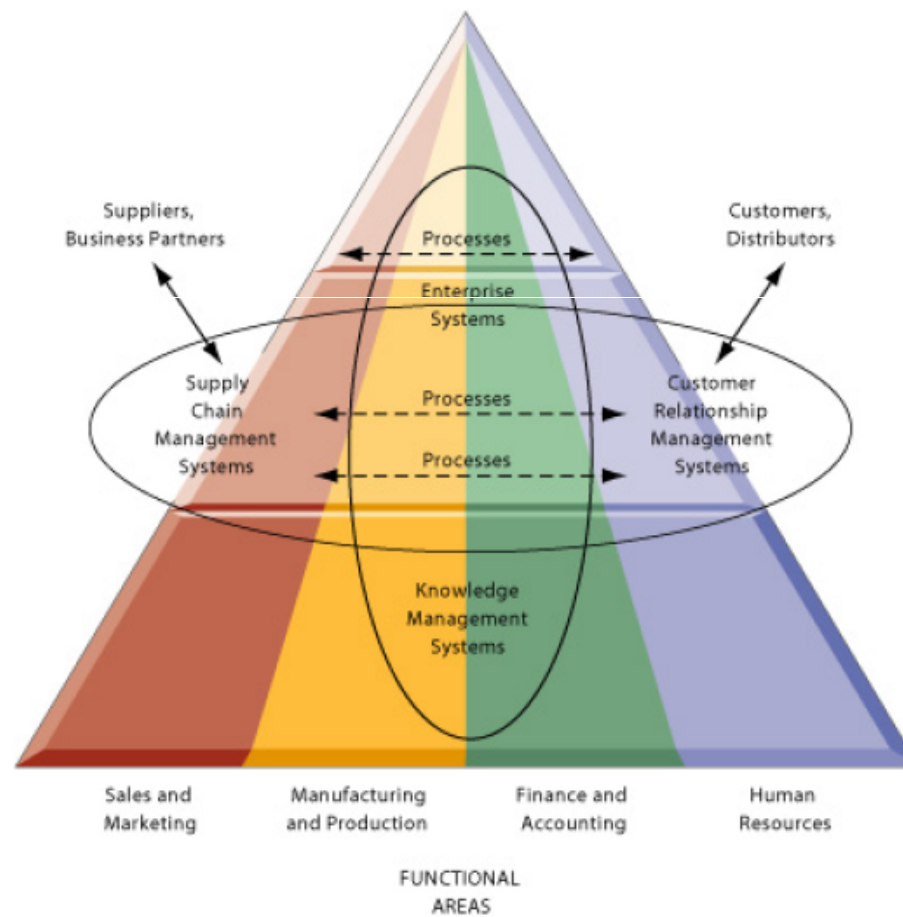 Suppliers,
Business Partners
Customers,
Distributors
Processes
Enterprise
Systems
Supply
Chain
Management
Systems
Processes
Processes
Customer
Relationship
Management
Systems
Knowledge
Management
Systems
Sales and
Marketing
Manufacturing
and Production
Finance and
Accounting
Human
Resources
FUNCTIONAL
AREAS